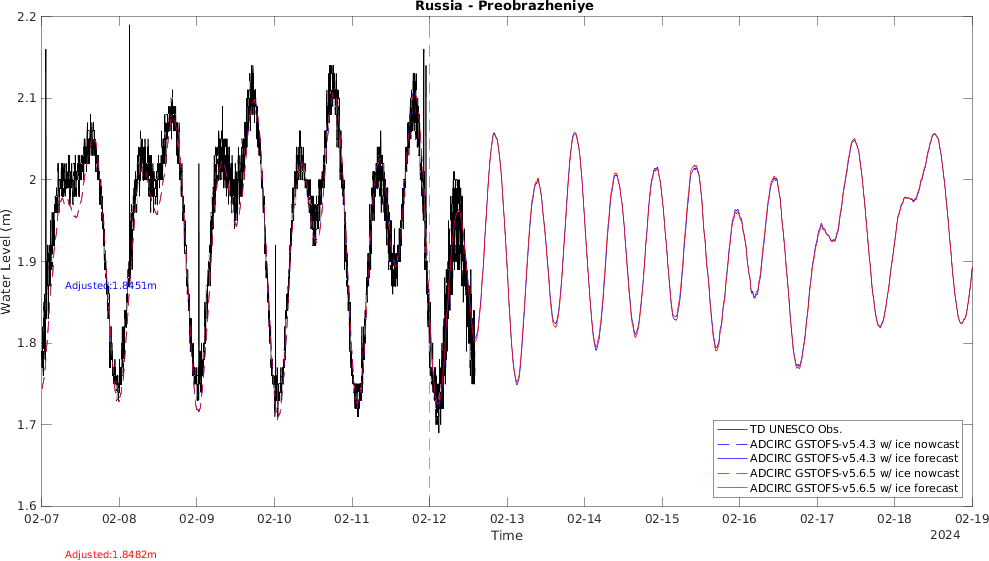 Russia - Preobrazheniye
Water Level (m)
2.2
2.1
2
1.9
1.8
1.7
1.6
Adjusted:1.8451m
TD UNESCO Obs.
ADCIRC GSTOFS-v5.4.3 w/ ice nowcast
ADCIRC GSTOFS-v5.4.3 w/ ice forecast
ADCIRC GSTOFS-v5.6.5 w/ ice nowcast
ADCIRC GSTOFS-v5.6.5 w/ ice forecast
02-07 02-08 02-09 02-10 02-11 02-12 02-13 02-14 02-15 02-16 02-17 02-18 02-19
Time
2024
Adjusted:1.8482m